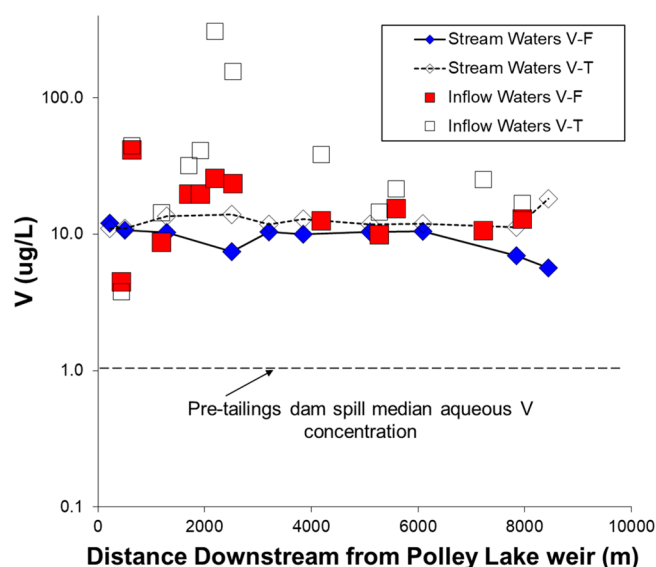 Stream Waters V-F
Stream Waters V-T
Inflow Waters V-F
Inflow Waters V-T
100.0
10.0
1.0
0.1
V (ug/L)
Pre-tailings dam spill median aqueous V
concentration
0 2000 4000 6000 8000 10000
Distance Downstream from Polley Lake weir (m)